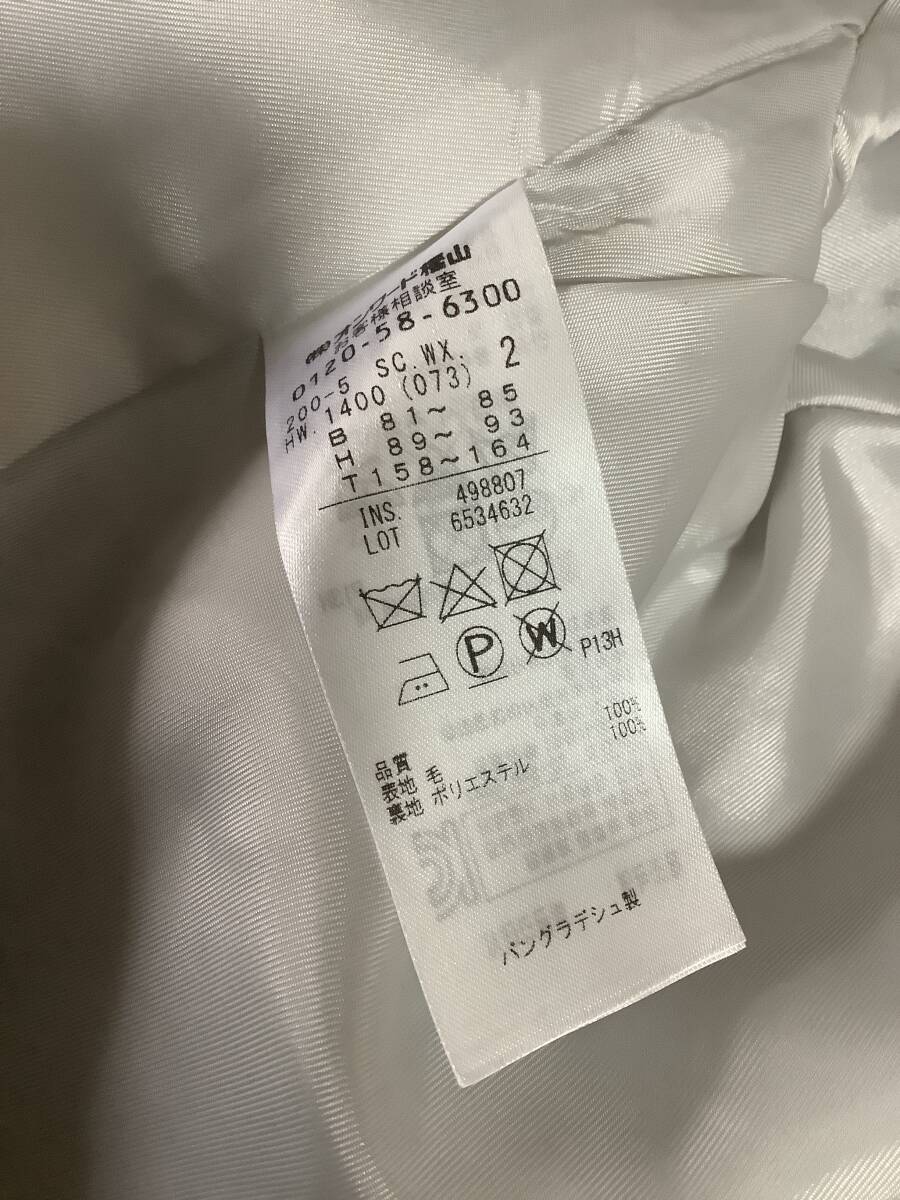 ㈱オンワード樫山
お客様相談室
0120-58-6300
200-5 SC.WX. 2
HW. 1400 (073)
B 81～ 85
H 89～ 93
T158～164
INS. 498807
LOT 6534632
P W P13H
品質
表地 毛 100%
裏地 ポリエステル 100%
バングラデシュ製